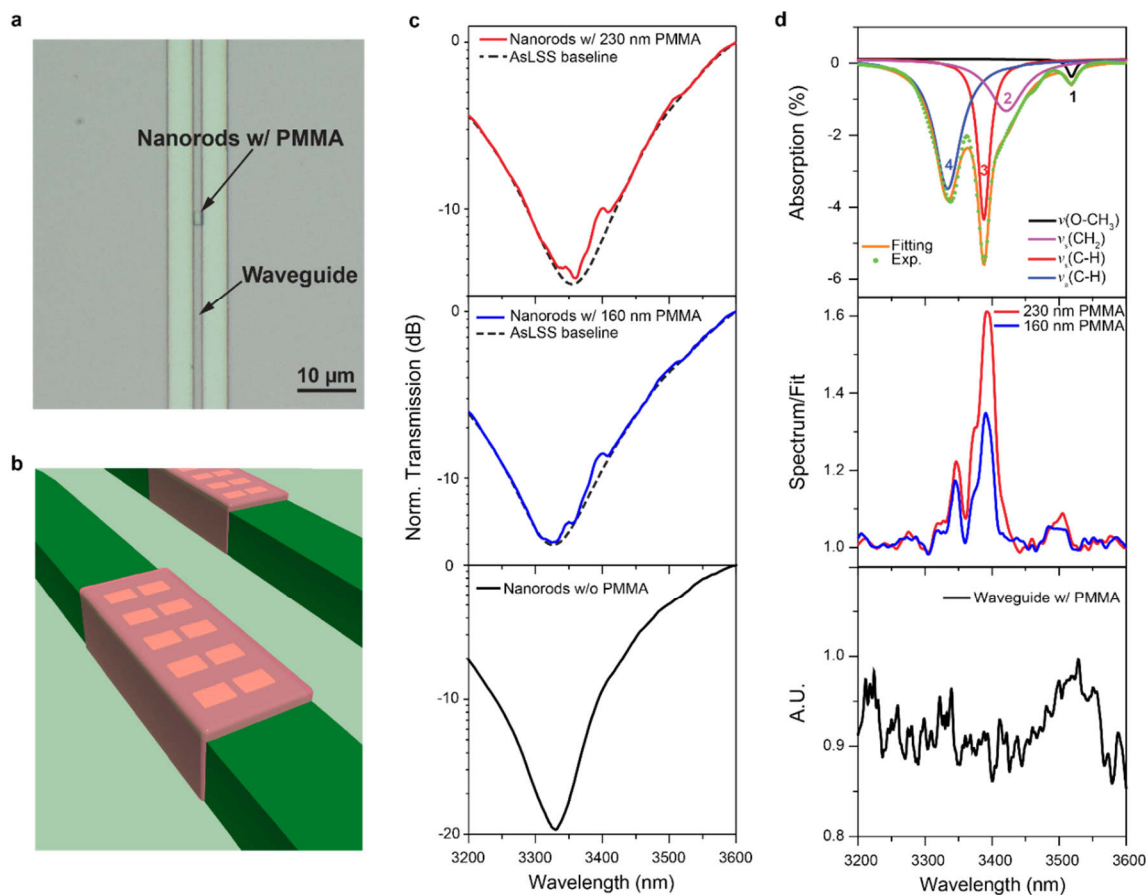 a
Nanorods w/ PMMA
Waveguide
10 µm
b
c
0
Nanorods w/ 230 nm PMMA
AsLSS baseline
-10
0
Nanorods w/ 160 nm PMMA
AsLSS baseline
-10
0
Nanorods w/o PMMA
-10
-20
Norm. Transmission (dB)
3200 3300 3400 3500 3600
Wavelength (nm)
d
0
-2
-4
-6
Absorption (%)
1
2
3
4
ν(O-CH₃)
νₛ(CH₂)
νₛ(C-H)
νₐ(C-H)
Fitting
Exp.
1.6
1.4
1.2
1.0
Spectrum/Fit
230 nm PMMA
160 nm PMMA
Waveguide w/ PMMA
1.0
0.9
0.8
A.U.
3200 3300 3400 3500 3600
Wavelength (nm)